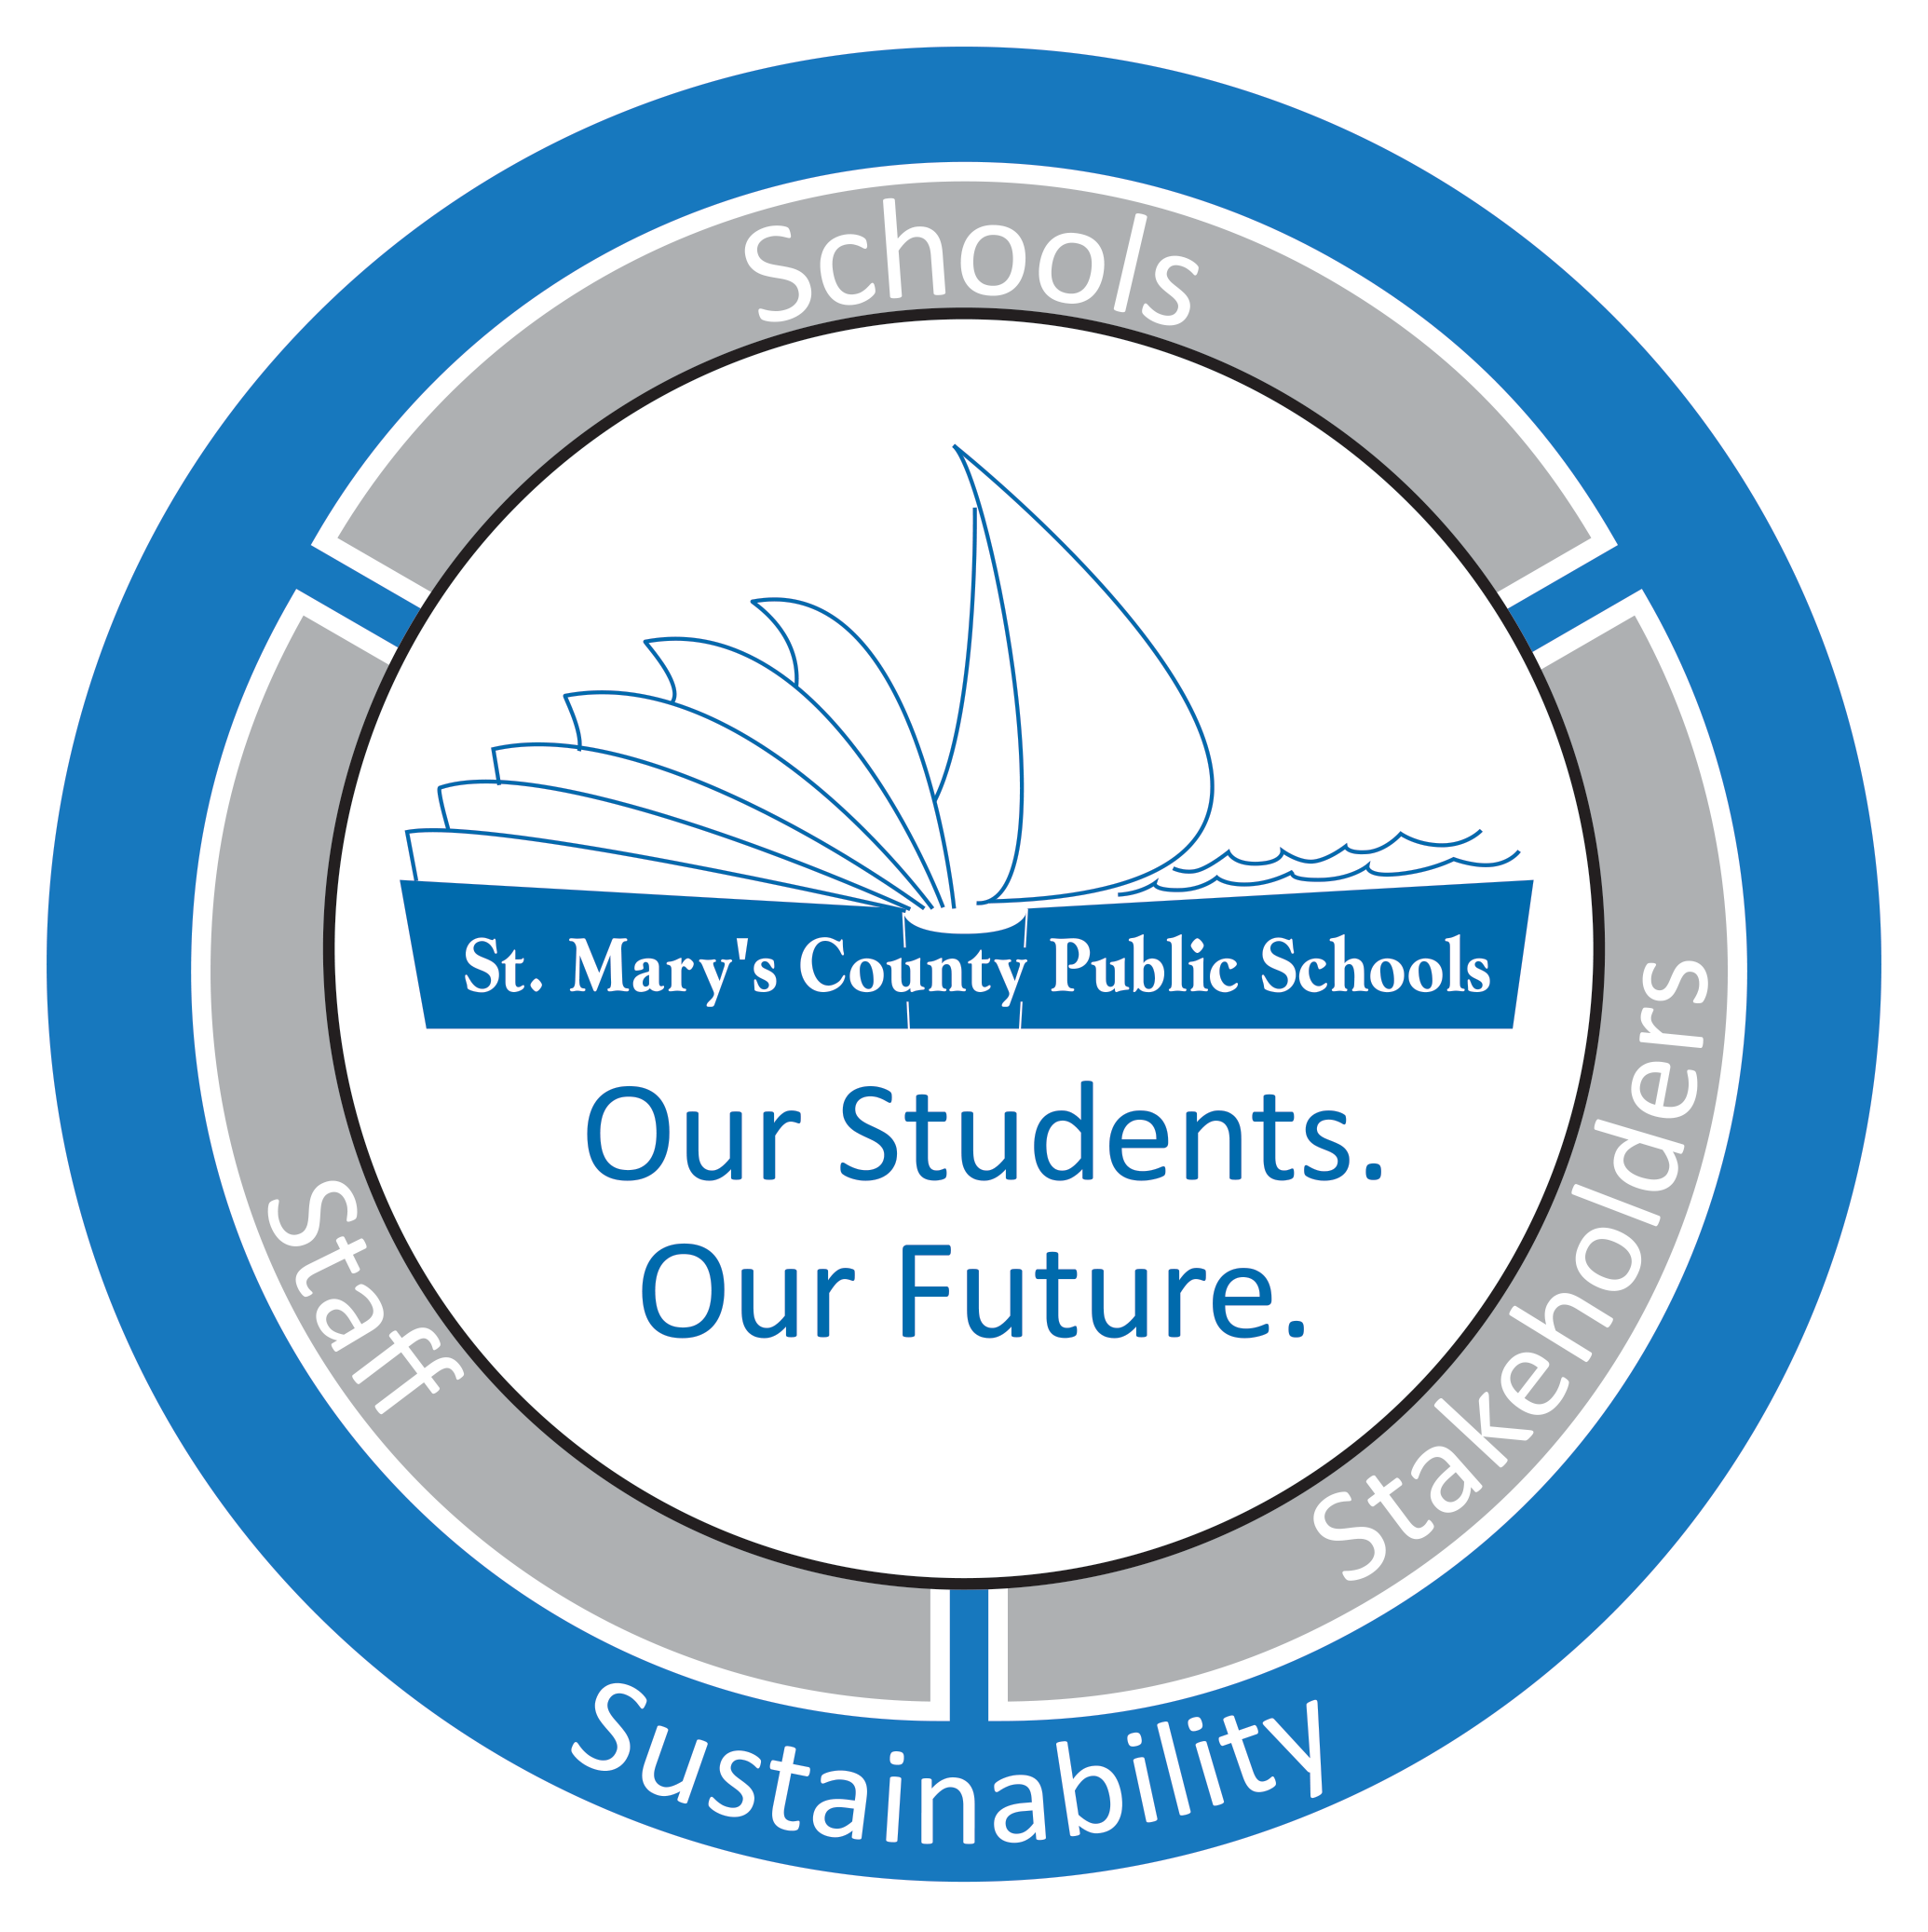 Schools
St. Mary's County Public Schools
Our Students.
Our Future.
Staff
Stakeholders
Sustainability